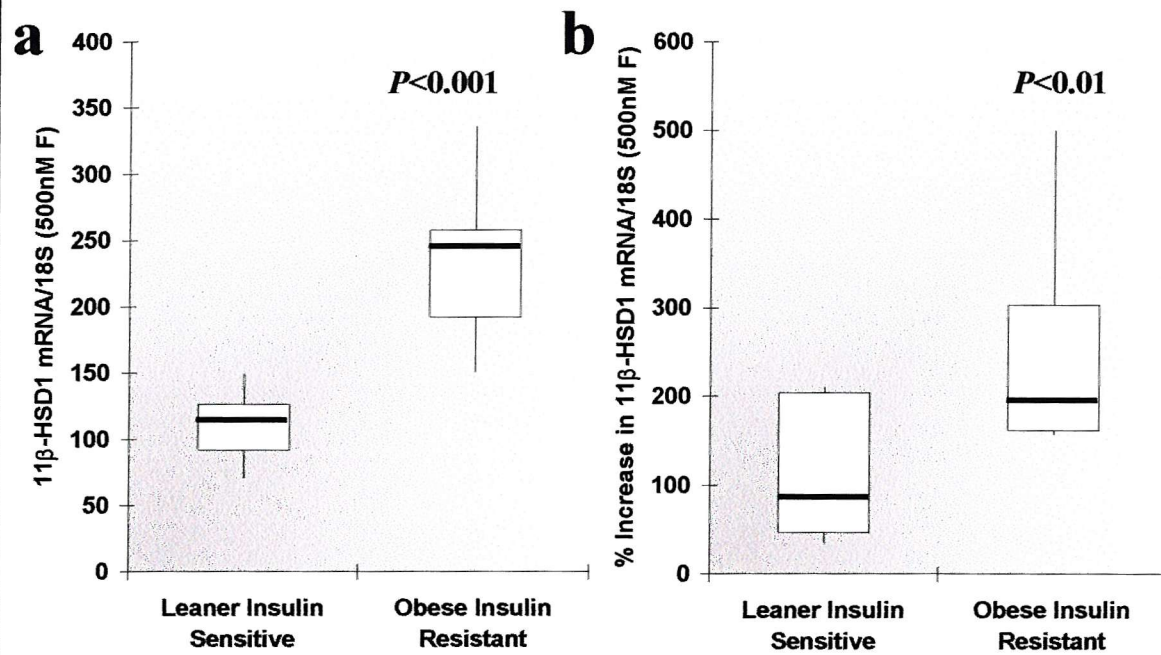 a
11β-HSD1 mRNA/18S (500nM F)
400
350
300
250
200
150
100
50
0
P<0.001
Leaner Insulin
Sensitive
Obese Insulin
Resistant
b
% Increase in 11β-HSD1 mRNA/18S (500nM F)
600
500
400
300
200
100
0
P<0.01
Leaner Insulin
Sensitive
Obese Insulin
Resistant